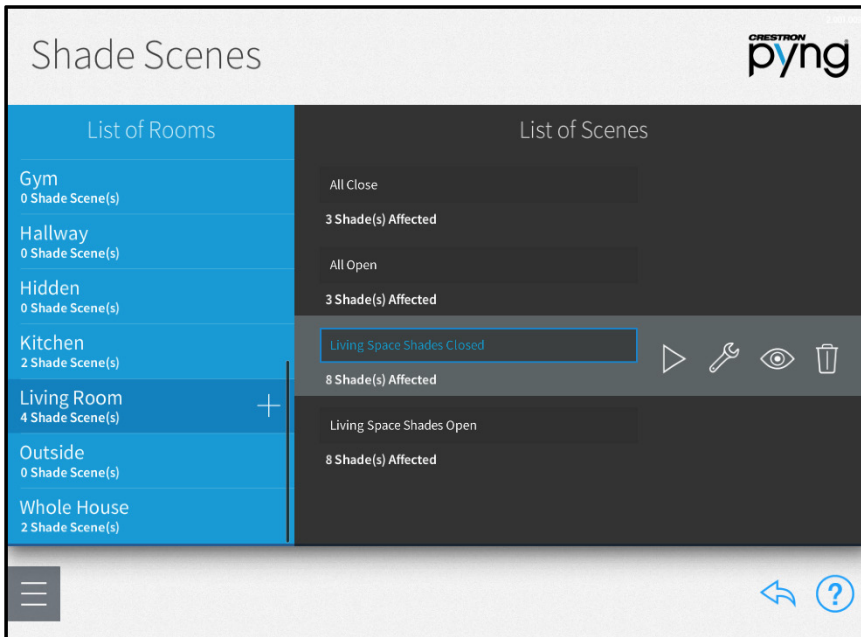 Shade Scenes
CRESTRON
pyng
List of Rooms
Gym
0 Shade Scene(s)
Hallway
0 Shade Scene(s)
Hidden
0 Shade Scene(s)
Kitchen
2 Shade Scene(s)
Living Room
4 Shade Scene(s)
Outside
0 Shade Scene(s)
Whole House
2 Shade Scene(s)
List of Scenes
All Close
3 Shade(s) Affected
All Open
3 Shade(s) Affected
Living Space Shades Closed
8 Shade(s) Affected
Living Space Shades Open
8 Shade(s) Affected
?